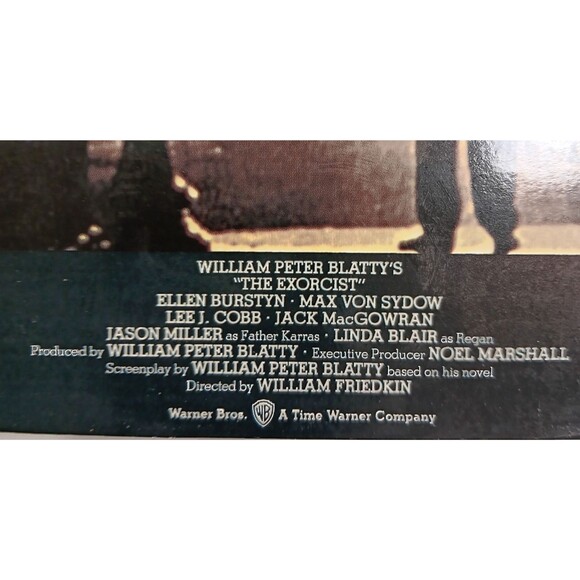 WILLIAM PETER BLATTY'S
"THE EXORCIST"
ELLEN BURSTYN · MAX VON SYDOW
LEE J. COBB · JACK MacGOWRAN
JASON MILLER as Father Karras · LINDA BLAIR as Regan
Produced by WILLIAM PETER BLATTY · Executive Producer NOEL MARSHALL
Screenplay by WILLIAM PETER BLATTY based on his novel
Directed by WILLIAM FRIEDKIN
Warner Bros. WB A Time Warner Company